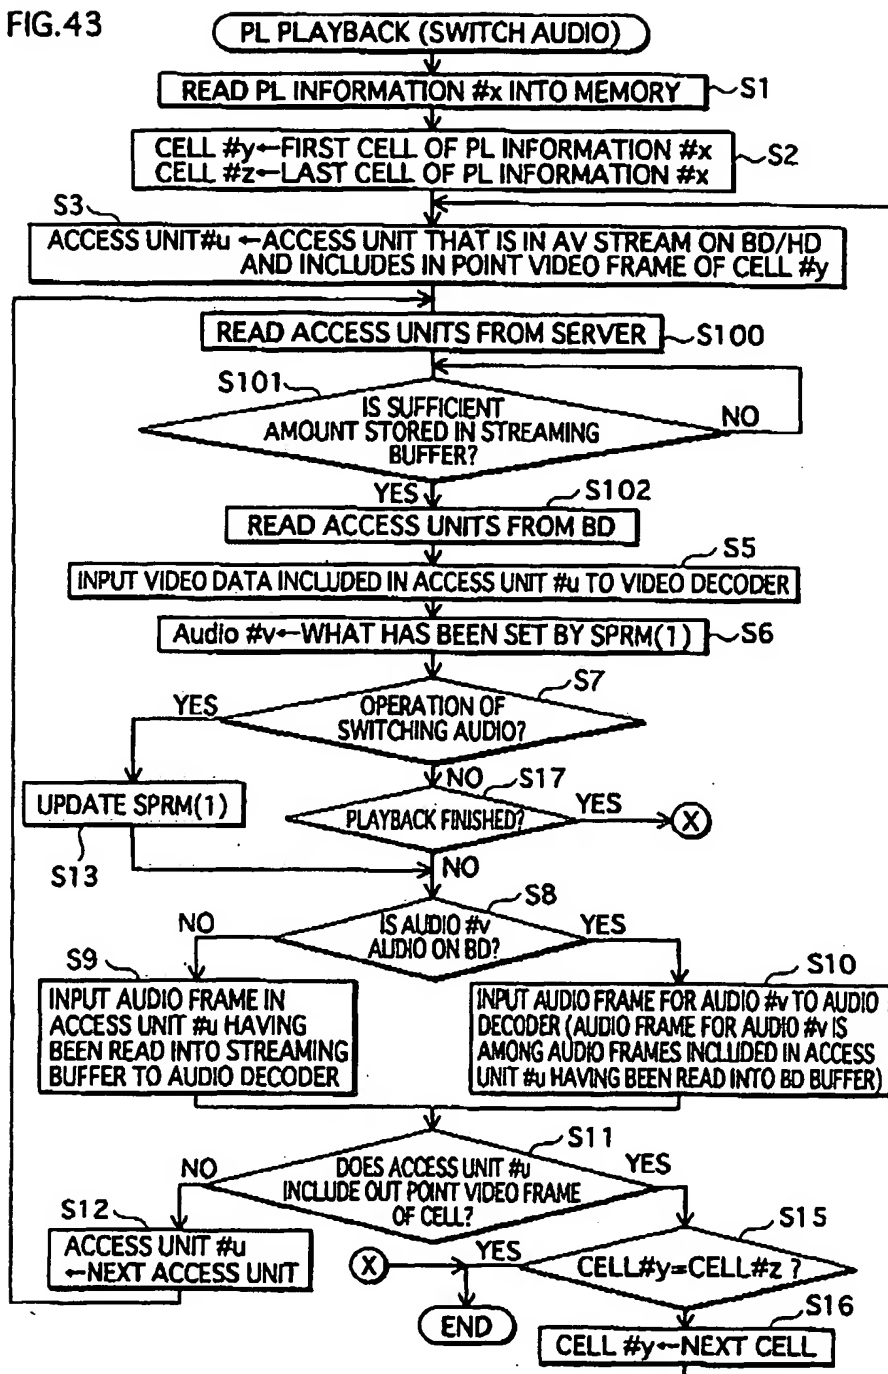 FIG.43
PL PLAYBACK (SWITCH AUDIO)
READ PL INFORMATION #x INTO MEMORY
S1
CELL #y←FIRST CELL OF PL INFORMATION #x
CELL #z←LAST CELL OF PL INFORMATION #x
S2
S3
ACCESS UNIT#u ←ACCESS UNIT THAT IS IN AV STREAM ON BD/HD
AND INCLUDES IN POINT VIDEO FRAME OF CELL #y
READ ACCESS UNITS FROM SERVER
S100
S101
IS SUFFICIENT
AMOUNT STORED IN STREAMING
BUFFER?
NO
YES
S102
READ ACCESS UNITS FROM BD
S5
INPUT VIDEO DATA INCLUDED IN ACCESS UNIT #u TO VIDEO DECODER
Audio #v←WHAT HAS BEEN SET BY SPRM(1)
S6
S7
YES
OPERATION OF
SWITCHING AUDIO?
NO
S17
UPDATE SPRM(1)
S13
PLAYBACK FINISHED?
YES
X
NO
S8
NO
IS AUDIO #v
AUDIO ON BD?
YES
S9
INPUT AUDIO FRAME IN
ACCESS UNIT #u HAVING
BEEN READ INTO STREAMING
BUFFER TO AUDIO DECODER
S10
INPUT AUDIO FRAME FOR AUDIO #v TO AUDIO
DECODER (AUDIO FRAME FOR AUDIO #v IS
AMONG AUDIO FRAMES INCLUDED IN ACCESS
UNIT #u HAVING BEEN READ INTO BD BUFFER)
S11
NO
DOES ACCESS UNIT #u
INCLUDE OUT POINT VIDEO FRAME
OF CELL?
YES
S12
ACCESS UNIT #u
←NEXT ACCESS UNIT
S15
CELL#y=CELL#z ?
YES
X
END
S16
CELL #y←NEXT CELL